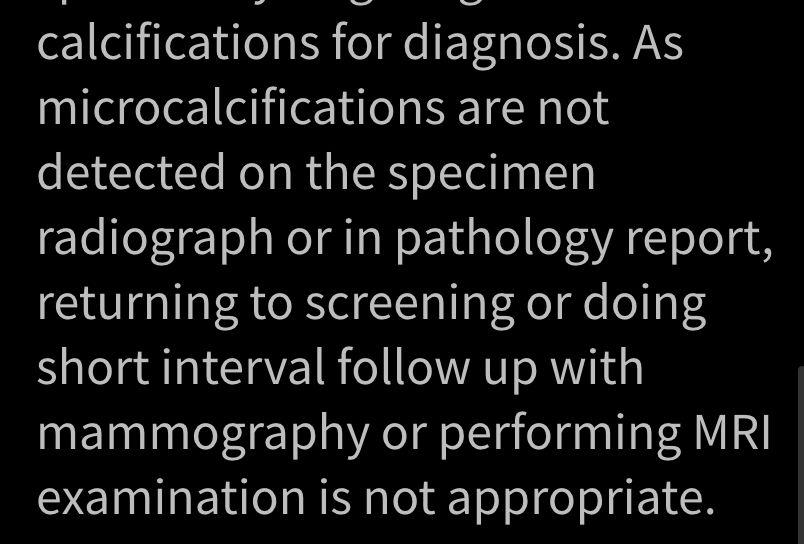 calcifications for diagnosis. As
microcalcifications are not
detected on the specimen
radiograph or in pathology report,
returning to screening or doing
short interval follow up with
mammography or performing MRI
examination is not appropriate.